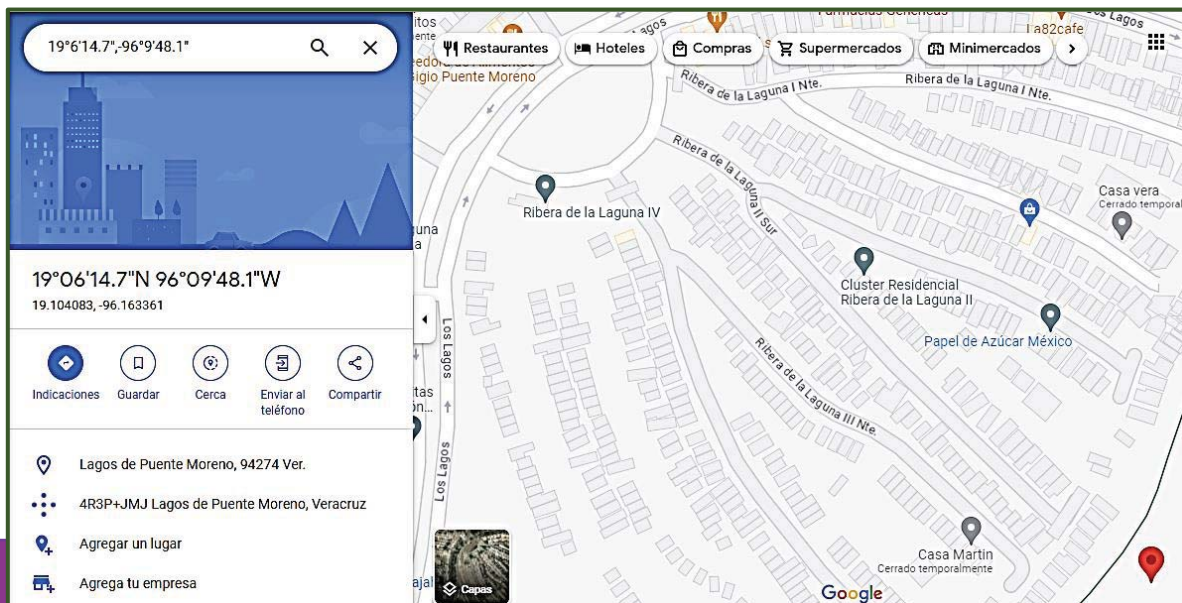 19°6'14.7",-96°9'48.1"
19°06'14.7"N 96°09'48.1"W
19.104083, -96.163361
Indicaciones
Guardar
Cerca
Enviar al
teléfono
Compartir
Lagos de Puente Moreno, 94274 Ver.
4R3P+JMJ Lagos de Puente Moreno, Veracruz
Agregar un lugar
Agrega tu empresa
Restaurantes
Hoteles
Compras
Supermercados
Minimercados
La82cafe
Lagos
Puente Moreno
Ribera de la Laguna I Nte.
Ribera de la Laguna I Nte.
Ribera de la Laguna II Sur
Ribera de la Laguna IV
Casa vera
Cerrado temporal
Cluster Residencial
Ribera de la Laguna II
Papel de Azúcar México
Ribera de la Laguna III Nte.
Los Lagos
Los Lagos
Casa Martin
Cerrado temporalmente
Capas
Google